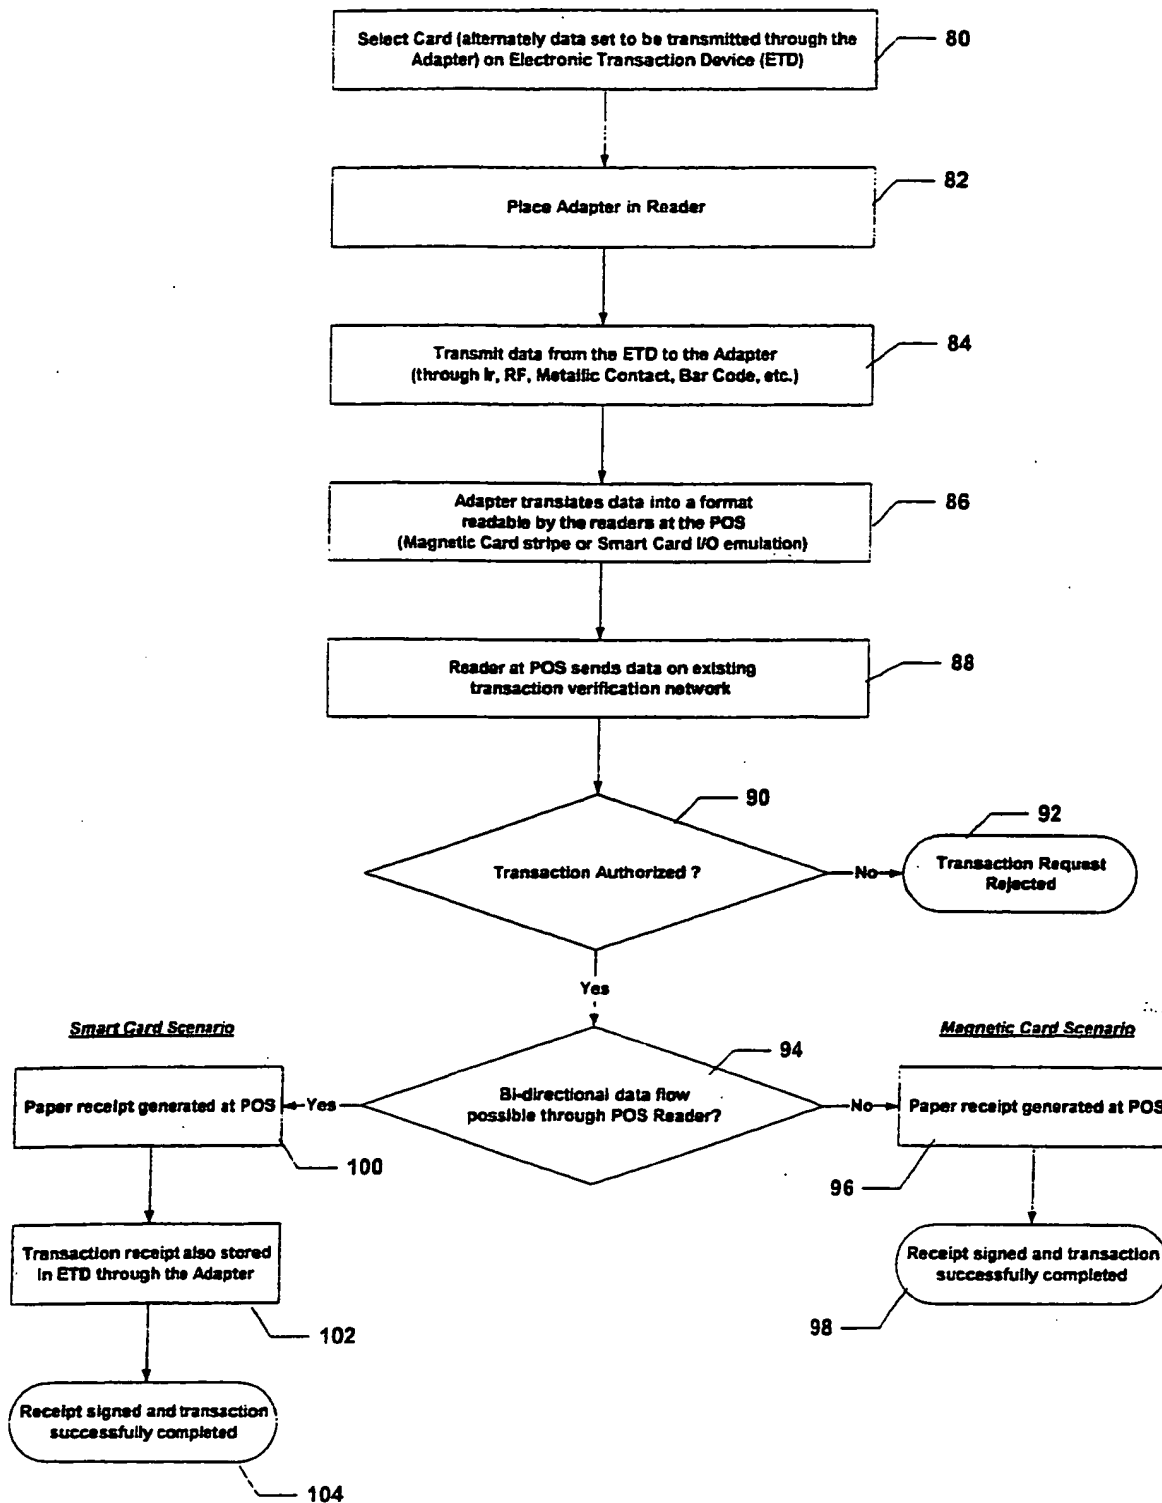 Select Card (alternately data set to be transmitted through the
Adapter) on Electronic Transaction Device (ETD)
80
Place Adapter in Reader
82
Transmit data from the ETD to the Adapter
(through Ir, RF, Metallic Contact, Bar Code, etc.)
84
Adapter translates data into a format
readable by the readers at the POS
(Magnetic Card stripe or Smart Card I/O emulation)
86
Reader at POS sends data on existing
transaction verification network
88
90
Transaction Authorized ?
No
92
Transaction Request
Rejected
Yes
Smart Card Scenario
Magnetic Card Scenario
94
Bi-directional data flow
possible through POS Reader?
Yes
No
Paper receipt generated at POS
100
Paper receipt generated at POS
96
Transaction receipt also stored
in ETD through the Adapter
102
Receipt signed and transaction
successfully completed
98
Receipt signed and transaction
successfully completed
104